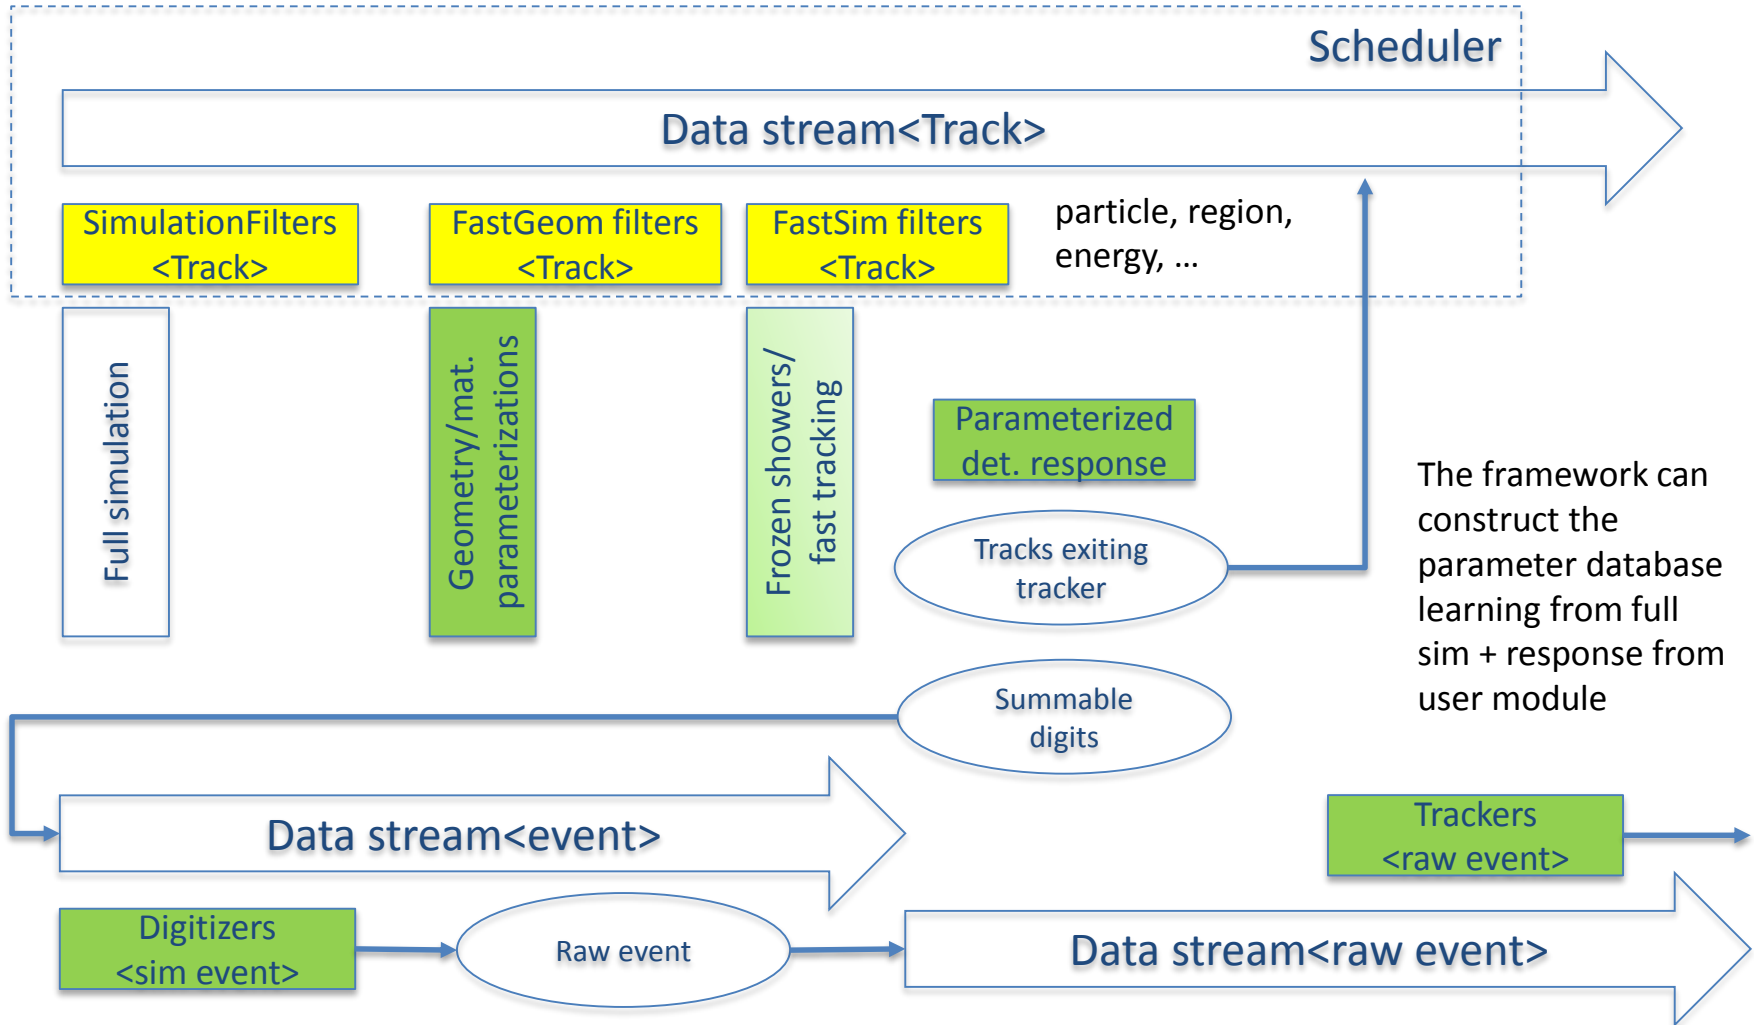 Scheduler
Data stream<Track>
SimulationFilters
<Track>
FastGeom filters
<Track>
FastSim filters
<Track>
particle, region,
energy, ...
Full simulation
Geometry/mat.
parameterizations
Frozen showers/
fast tracking
Parameterized
det. response
Tracks exiting
tracker
The framework can
construct the
parameter database
learning from full
sim + response from
user module
Summable
digits
Data stream<event>
Trackers
<raw event>
Digitizers
<sim event>
Raw event
Data stream<raw event>